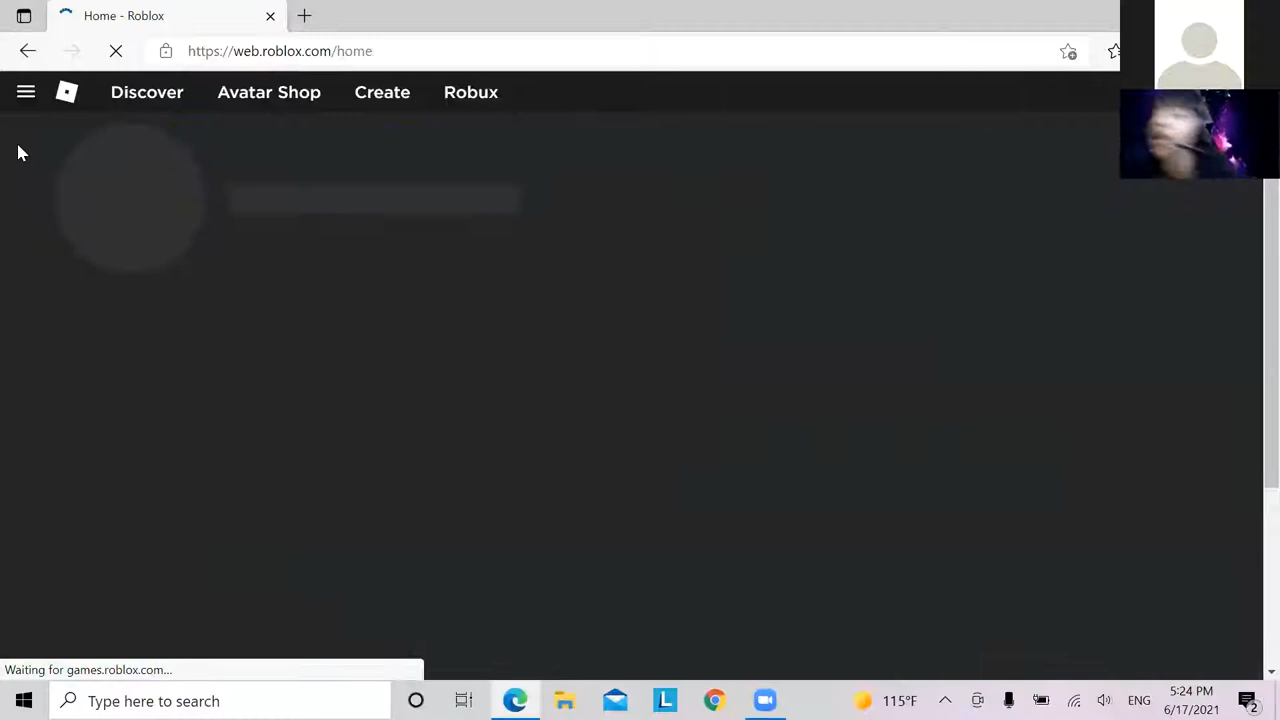 Home - Roblox
https://web.roblox.com/home
Discover Avatar Shop Create Robux
Waiting for games.roblox.com...
Type here to search
L
115°F
ENG
5:24 PM
6/17/2021
2